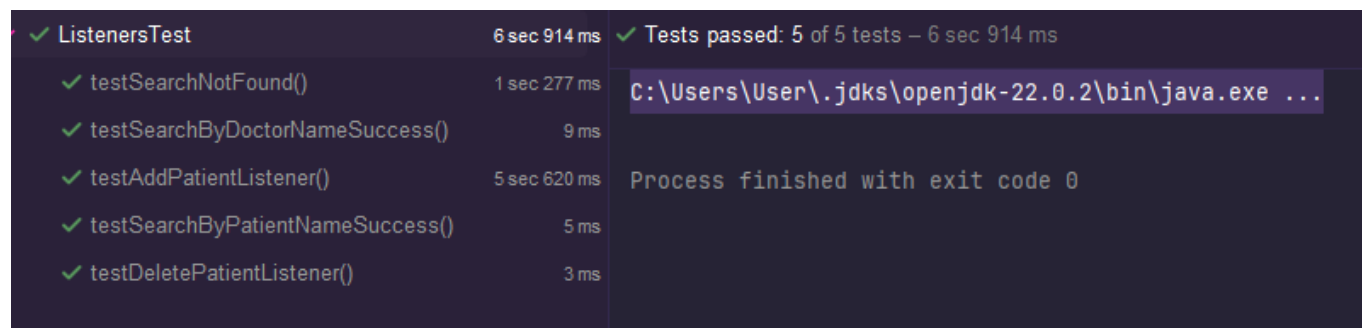 ListenersTest 6 sec 914 ms
testSearchNotFound() 1 sec 277 ms
testSearchByDoctorNameSuccess() 9 ms
testAddPatientListener() 5 sec 620 ms
testSearchByPatientNameSuccess() 5 ms
testDeletePatientListener() 3 ms
Tests passed: 5 of 5 tests – 6 sec 914 ms
C:\Users\User\.jdks\openjdk-22.0.2\bin\java.exe ...
Process finished with exit code 0